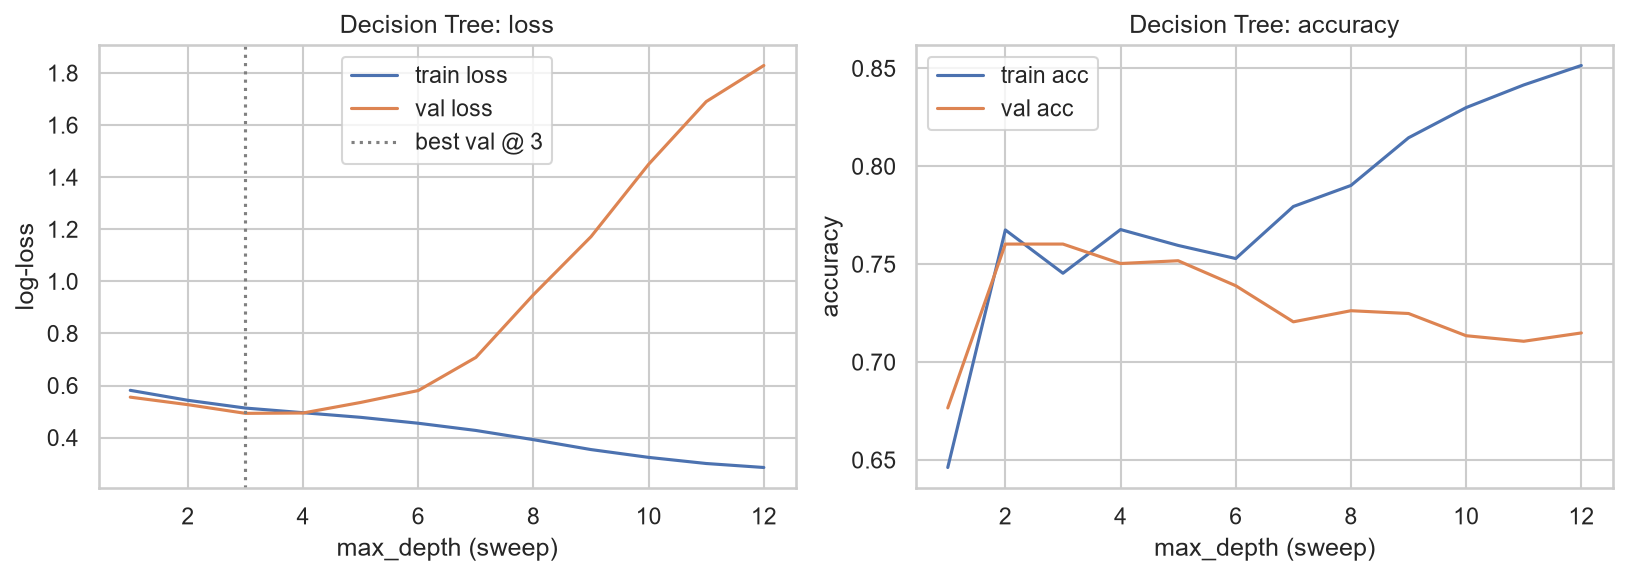 Decision Tree: loss
1.8
1.6
1.4
1.2
1.0
0.8
0.6
0.4
log-loss
train loss
val loss
best val @ 3
2 4 6 8 10 12
max_depth (sweep)
Decision Tree: accuracy
0.85
0.80
0.75
0.70
0.65
accuracy
train acc
val acc
2 4 6 8 10 12
max_depth (sweep)